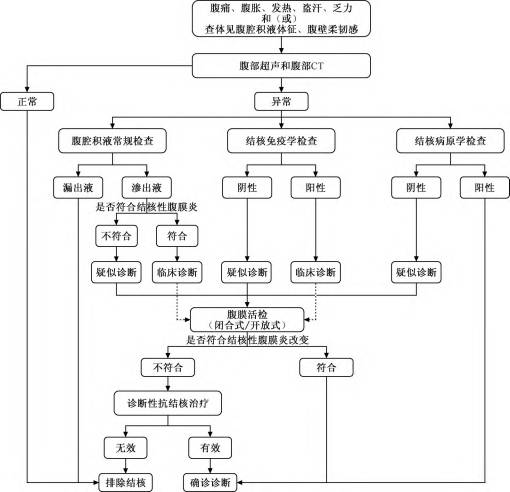 腹痛、腹胀、发热、盗汗、乏力
和（或）
查体见腹腔积液体征、腹壁柔韧感
腹部超声和腹部CT
正常
异常
腹腔积液常规检查
结核免疫学检查
结核病原学检查
漏出液
渗出液
阴性
阳性
阴性
阳性
是否符合结核性腹膜炎
不符合
符合
疑似诊断
临床诊断
疑似诊断
临床诊断
疑似诊断
腹膜活检
（闭合式/开放式）
是否符合结核性腹膜炎改变
不符合
符合
诊断性抗结核治疗
无效
有效
排除结核
确诊诊断